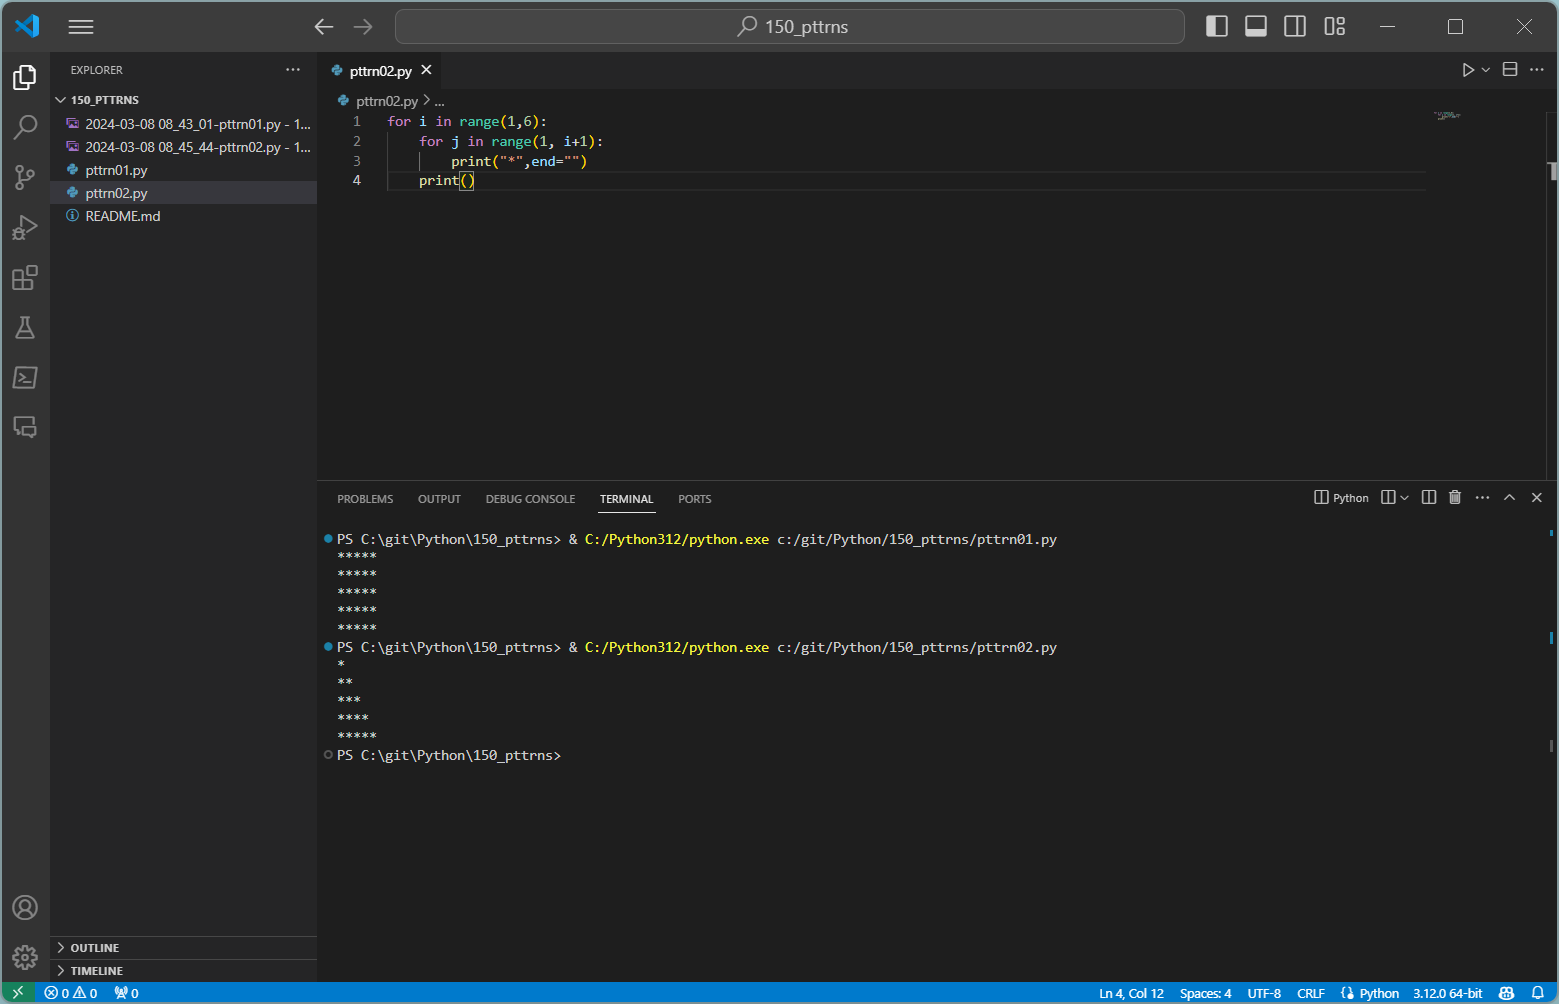 150_pttrns
EXPLORER
150_PTTRNS
2024-03-08 08_43_01-pttrn01.py - 1...
2024-03-08 08_45_44-pttrn02.py - 1...
pttrn01.py
pttrn02.py
README.md
OUTLINE
TIMELINE
pttrn02.py
pttrn02.py > ...
1 for i in range(1,6):
2 for j in range(1, i+1):
3 print("*",end="")
4 print()
PROBLEMS OUTPUT DEBUG CONSOLE TERMINAL PORTS
Python
PS C:\git\Python\150_pttrns> & C:/Python312/python.exe c:/git/Python/150_pttrns/pttrn01.py
*****
*****
*****
*****
*****
PS C:\git\Python\150_pttrns> & C:/Python312/python.exe c:/git/Python/150_pttrns/pttrn02.py
*
**
***
****
*****
PS C:\git\Python\150_pttrns>
0 0 0 Ln 4, Col 12 Spaces: 4 UTF-8 CRLF Python 3.12.0 64-bit